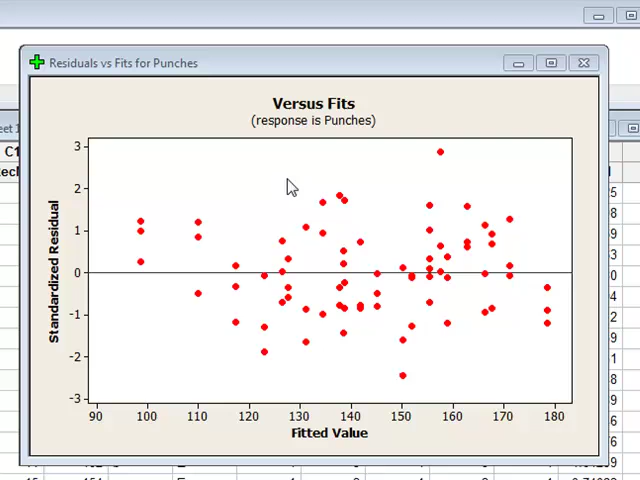 Residuals vs Fits for Punches
Versus Fits
(response is Punches)
3
2
1
0
-1
-2
-3
Standardized Residual
90 100 110 120 130 140 150 160 170 180
Fitted Value